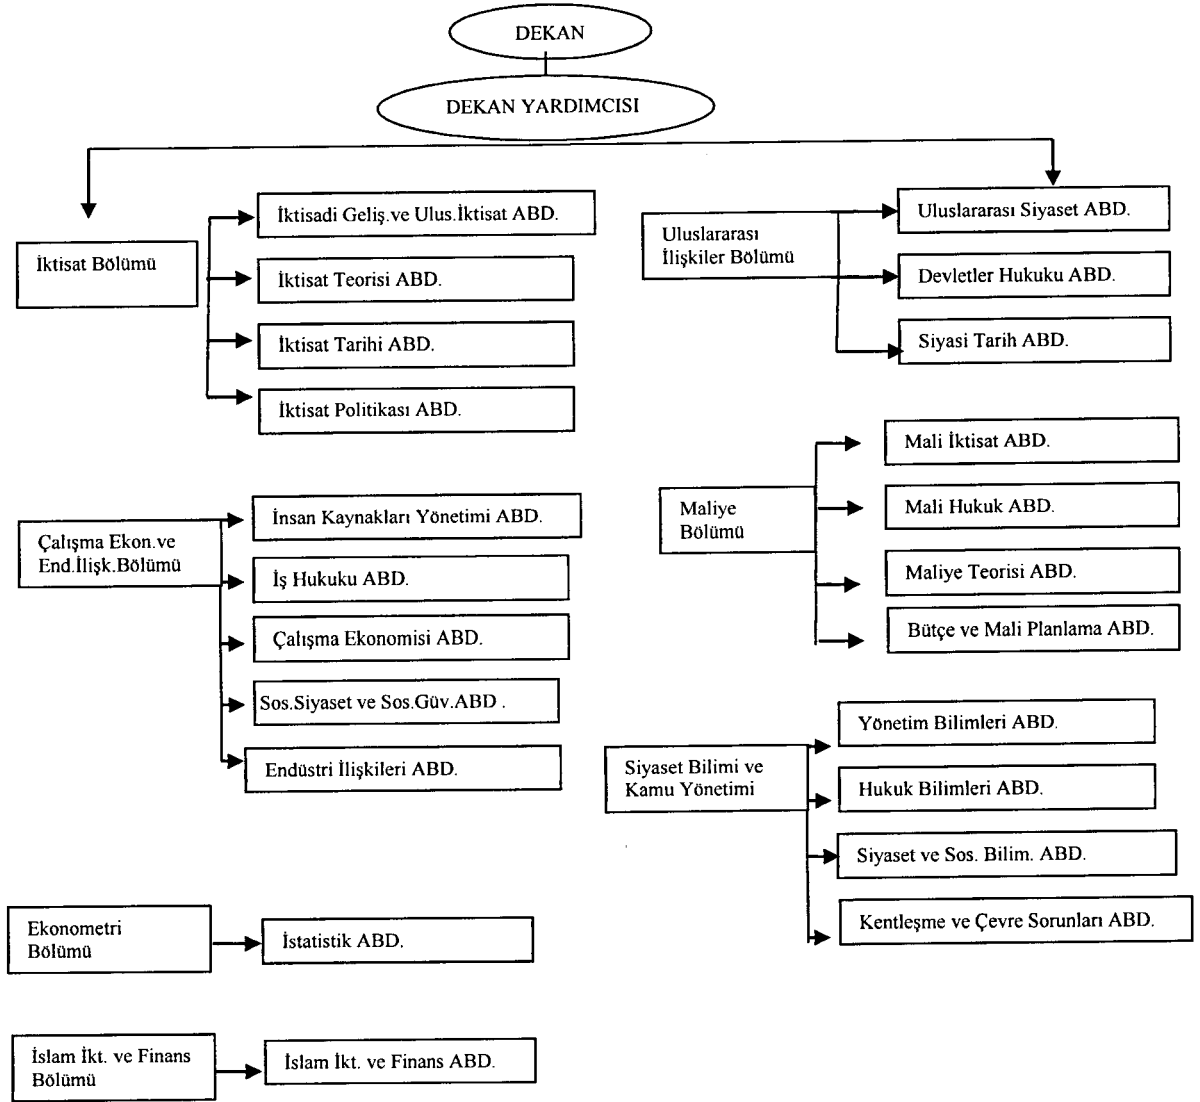 DEKAN
DEKAN YARDIMCISI
İktisat Bölümü
İktisadi Geliş.ve Ulus.İktisat ABD.
İktisat Teorisi ABD.
İktisat Tarihi ABD.
İktisat Politikası ABD.
Çalışma Ekon.ve
End.İlişk.Bölümü
İnsan Kaynakları Yönetimi ABD.
İş Hukuku ABD.
Çalışma Ekonomisi ABD.
Sos.Siyaset ve Sos.Güv.ABD .
Endüstri İlişkileri ABD.
Ekonometri
Bölümü
İstatistik ABD.
İslam İkt. ve Finans
Bölümü
İslam İkt. ve Finans ABD.
Uluslararası
İlişkiler Bölümü
Uluslararası Siyaset ABD.
Devletler Hukuku ABD.
Siyasi Tarih ABD.
Maliye
Bölümü
Mali İktisat ABD.
Mali Hukuk ABD.
Maliye Teorisi ABD.
Bütçe ve Mali Planlama ABD.
Siyaset Bilimi ve
Kamu Yönetimi
Yönetim Bilimleri ABD.
Hukuk Bilimleri ABD.
Siyaset ve Sos. Bilim. ABD.
Kentleşme ve Çevre Sorunları ABD.